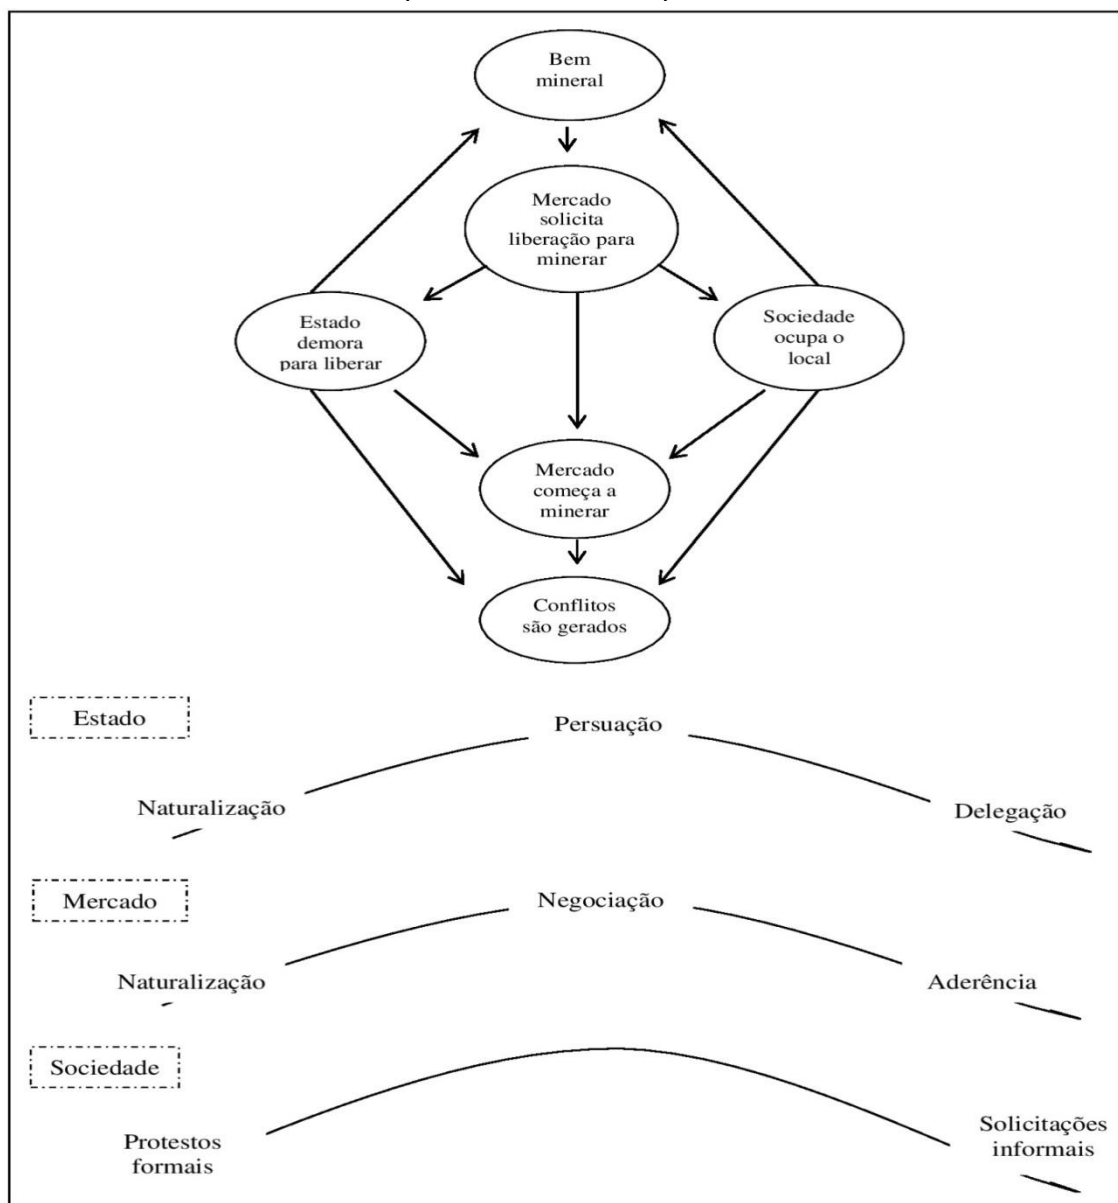 Bem
mineral
Mercado
solicita
liberação para
minerar
Estado
demora
para liberar
Sociedade
ocupa o
local
Mercado
começa a
minerar
Conflitos
são gerados
Estado
Persuação
Naturalização
Delegação
Mercado
Negociação
Naturalização
Aderência
Sociedade
Protestos
formais
Solicitações
informais